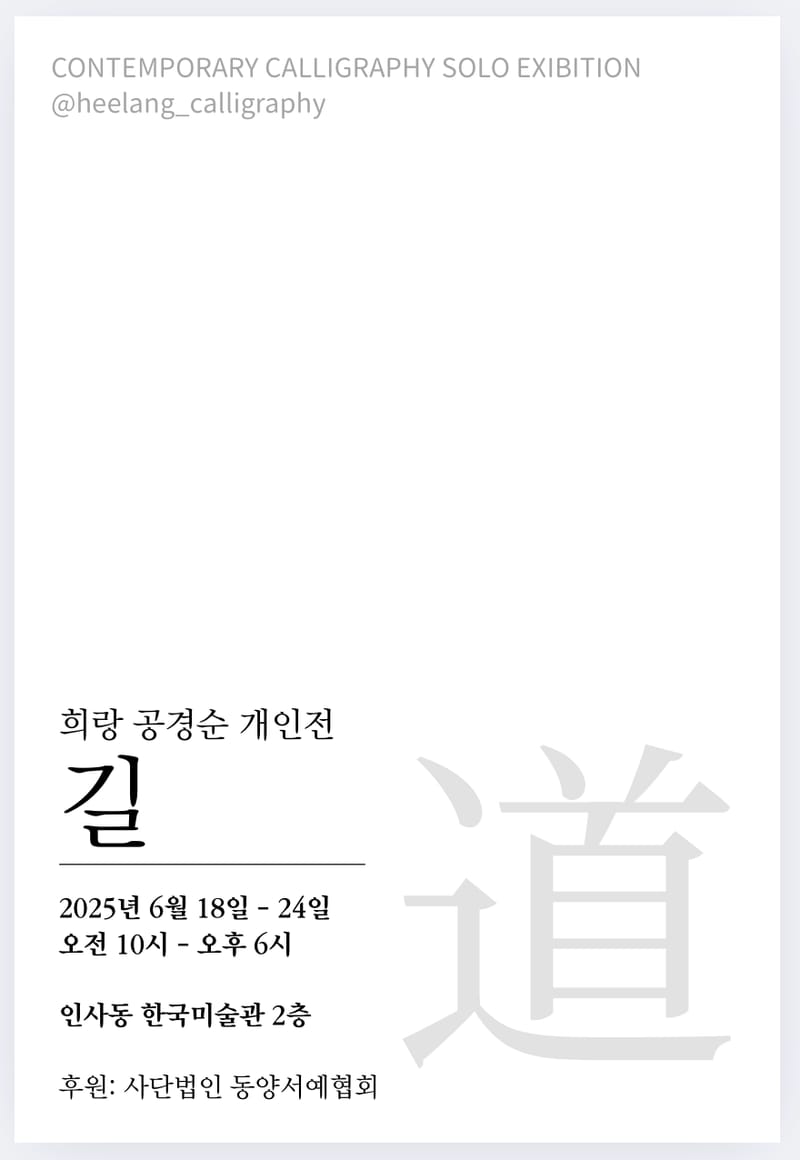 CONTEMPORARY CALLIGRAPHY SOLO EXIBITION
@heelang_calligraphy
희랑 공경순 개인전
길
道
2025년 6월 18일 - 24일
오전 10시 - 오후 6시
인사동 한국미술관 2층
후원: 사단법인 동양서예협회